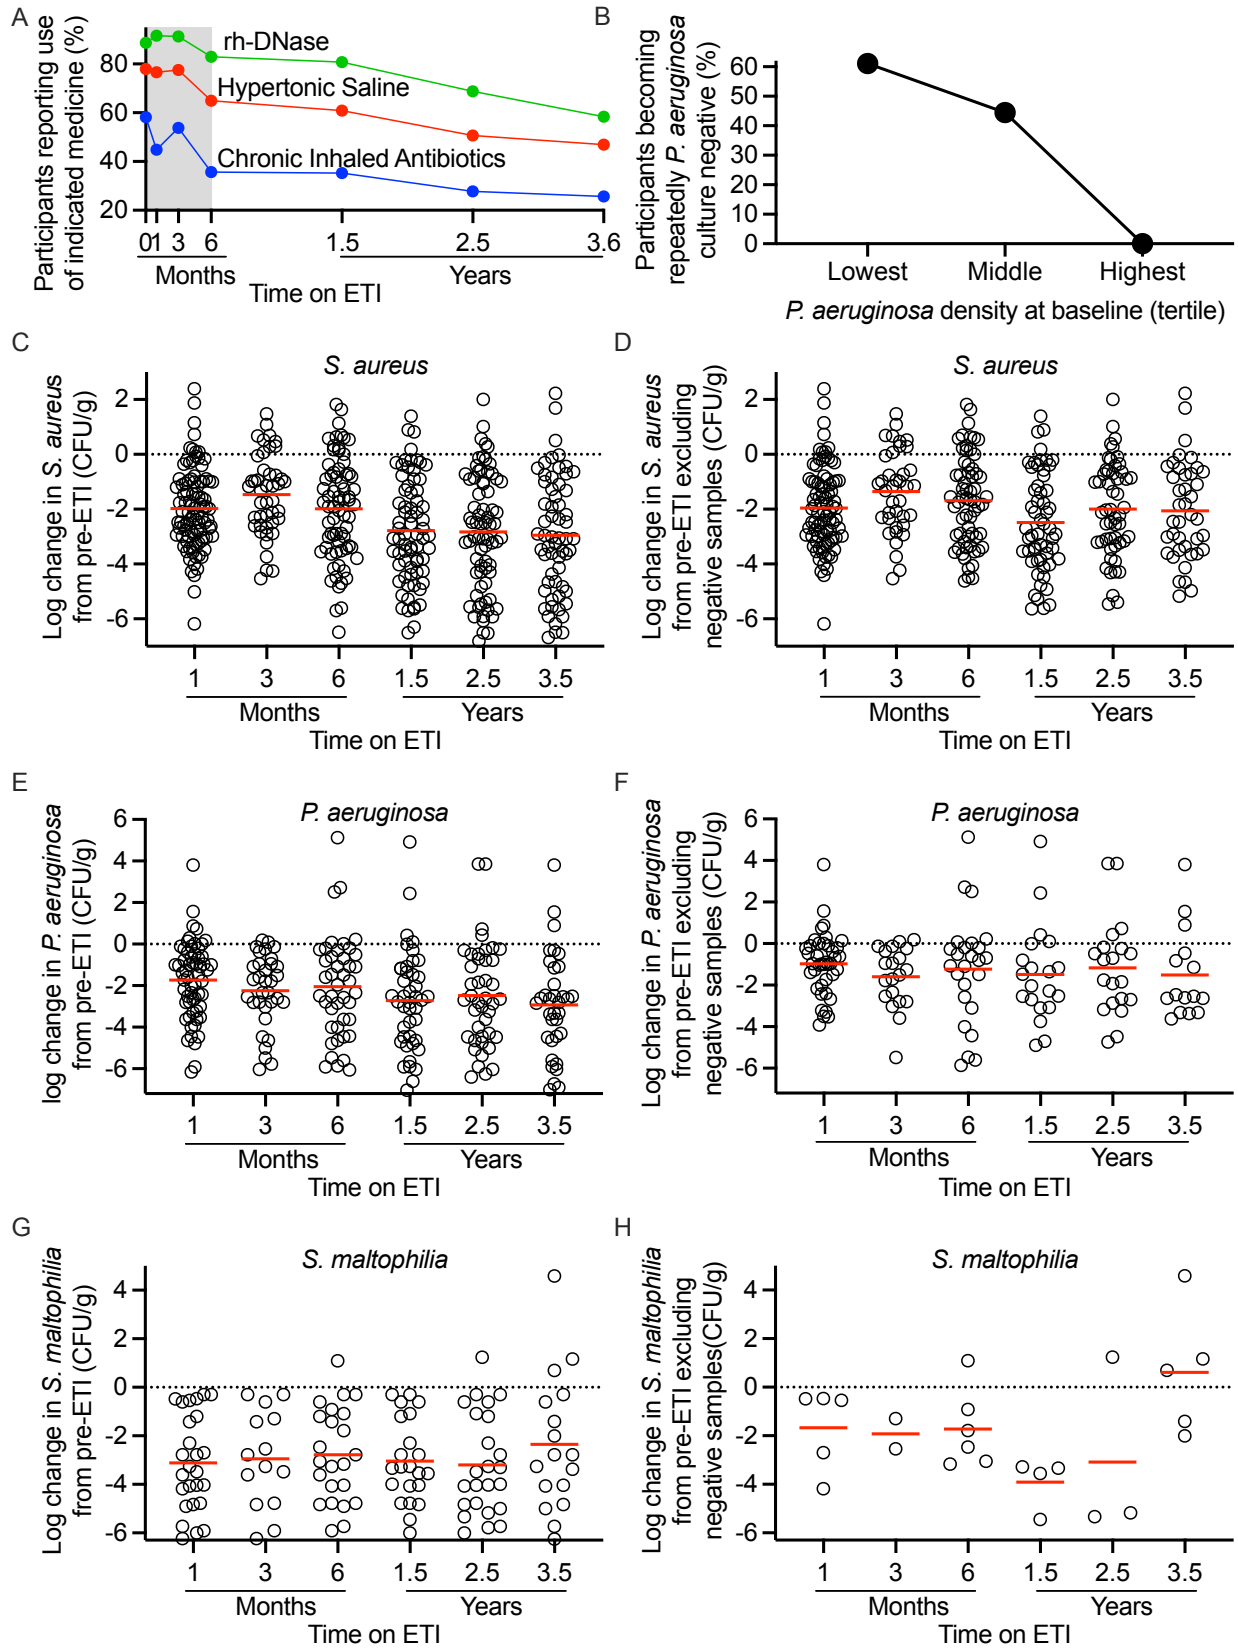 A
Participants reporting use
of indicated medicine (%)
80
60
40
20
rh-DNase
Hypertonic Saline
Chronic Inhaled Antibiotics
0 1 3 6 1.5 2.5 3.6
Months Years
Time on ETI
B
Participants becoming
repeatedly P. aeruginosa
culture negative (%)
60
50
40
30
20
10
0
Lowest Middle Highest
P. aeruginosa density at baseline (tertile)
C
S. aureus
Log change in S. aureus
from pre-ETI (CFU/g)
2
0
-2
-4
-6
1 3 6 1.5 2.5 3.5
Months Years
Time on ETI
D
S. aureus
Log change in S. aureus
from pre-ETI excluding
negative samples (CFU/g)
2
0
-2
-4
-6
1 3 6 1.5 2.5 3.5
Months Years
Time on ETI
E
P. aeruginosa
log change in P. aeruginosa
from pre-ETI (CFU/g)
6
4
2
0
-2
-4
-6
1 3 6 1.5 2.5 3.5
Months Years
Time on ETI
F
P. aeruginosa
Log change in P. aeruginosa
from pre-ETI excluding
negative samples (CFU/g)
6
4
2
0
-2
-4
-6
1 3 6 1.5 2.5 3.5
Months Years
Time on ETI
G
S. maltophilia
Log change in S. maltophilia
from pre-ETI (CFU/g)
4
2
0
-2
-4
-6
1 3 6 1.5 2.5 3.5
Months Years
Time on ETI
H
S. maltophilia
Log change in S. maltophilia
from pre-ETI excluding
negative samples(CFU/g)
4
2
0
-2
-4
-6
1 3 6 1.5 2.5 3.5
Months Years
Time on ETI